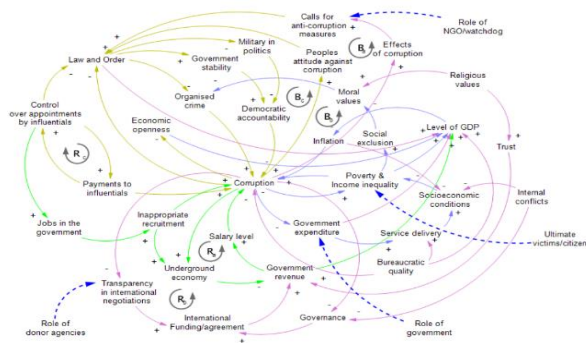 Calls for
anti-corruption
measures
Role of
NGO/watchdog
Military in
politics
Effects
of corruption
Law and Order
Government
stability
Peoples
attitude against
corruption
Religious
values
Organised
crime
Moral
values
Control
over appointments
by influentials
Economic
openness
Democratic
accountability
Inflation
Social
exclusion
Level of GDP
Trust
Payments to
influentials
Corruption
Poverty &
Income inequality
Socioeconomic
conditions
Internal
conflicts
Jobs in the
government
Inappropriate
recruitment
Salary level
Government
expenditure
Service delivery
Ultimate
victims/citizen
Underground
economy
Government
revenue
Bureaucratic
quality
Transparency
in international
negotiations
International
Funding/agreement
Governance
Role of
donor agencies
Role of
government